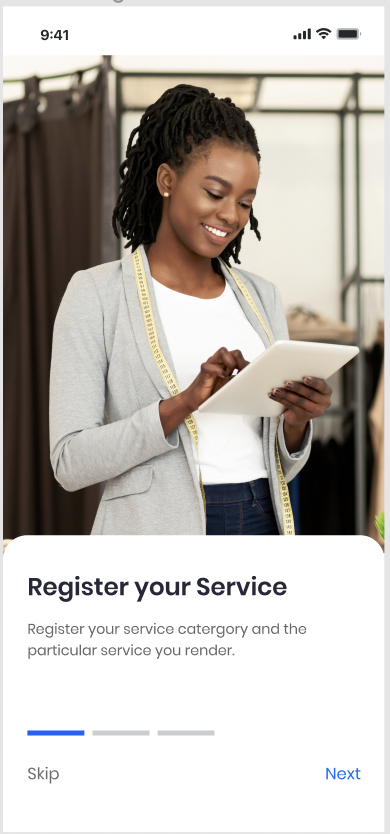 9:41
Register your Service
Register your service catergory and the
particular service you render.
Skip
Next